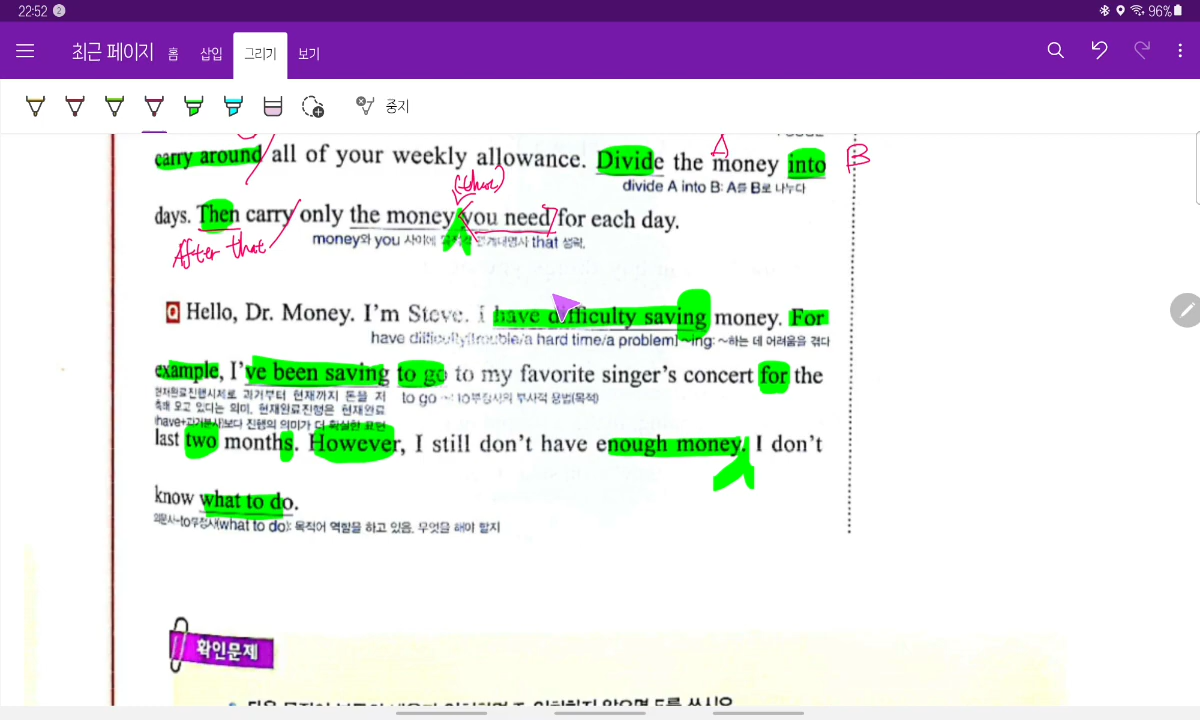 22:52 2 96%
최근 페이지 홈 삽입 그리기 보기
중지
carry around all of your weekly allowance. Divide the money into
A
B
divide A into B: A를 B로 나누다
(that)
days. Then carry only the money you need for each day.
After that
money와 you 사이에 관계대명사 that 생략.
Q Hello, Dr. Money. I'm Steve. I have difficulty saving money. For
have difficulty[trouble/a hard time/a problem] ~ing: ~하는 데 어려움을 겪다
example, I've been saving to go to my favorite singer's concert for the
현재완료진행시제로 과거부터 현재까지 돈을 저
축해 오고 있다는 의미. 현재완료진행은 현재완료
(have+과거분사)보다 진행의 의미가 더 확실한 표현
to go ~ to부정사의 부사적 용법(목적)
last two months. However, I still don't have enough money. I don't
know what to do.
의문사~to부정사(what to do): 목적어 역할을 하고 있음. 무엇을 해야 할지
확인문제